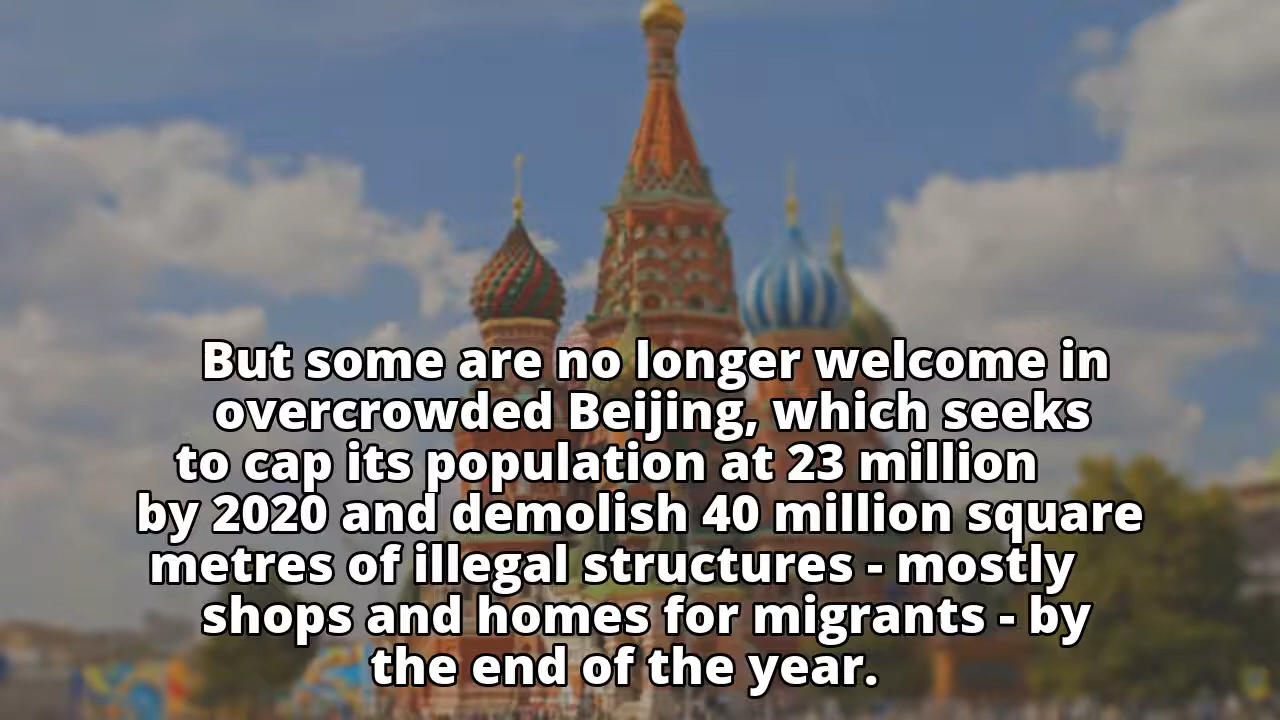 But some are no longer welcome in
overcrowded Beijing, which seeks
to cap its population at 23 million
by 2020 and demolish 40 million square
metres of illegal structures - mostly
shops and homes for migrants - by
the end of the year.